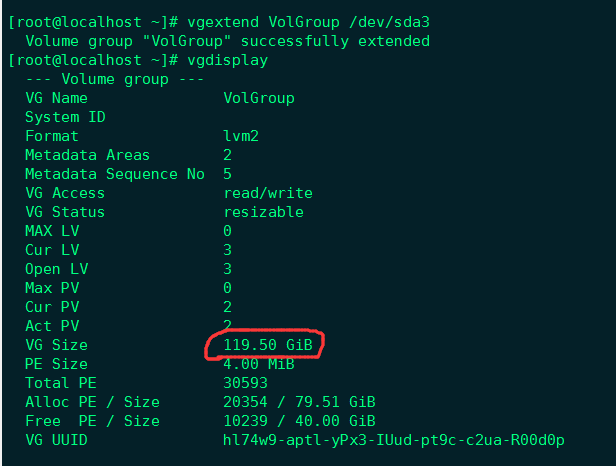 [root@localhost ~]# vgextend VolGroup /dev/sda3
Volume group "VolGroup" successfully extended
[root@localhost ~]# vgdisplay
--- Volume group ---
VG Name VolGroup
System ID
Format lvm2
Metadata Areas 2
Metadata Sequence No 5
VG Access read/write
VG Status resizable
MAX LV 0
Cur LV 3
Open LV 3
Max PV 0
Cur PV 2
Act PV 2
VG Size 119.50 GiB
PE Size 4.00 MiB
Total PE 30593
Alloc PE / Size 20354 / 79.51 GiB
Free PE / Size 10239 / 40.00 GiB
VG UUID hl74w9-aptl-yPx3-IUud-pt9c-c2ua-R00d0p